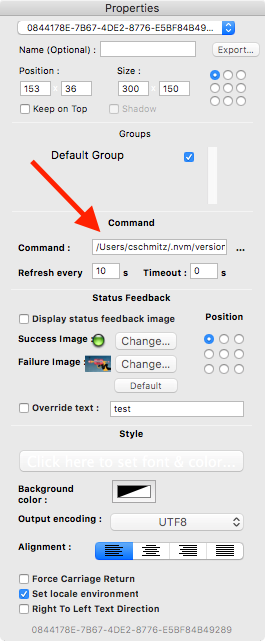 Properties
0844178E-7B67-4DE2-8776-E5BF84B49...
Name (Optional) :
Export...
Position : Size :
153 x 36 300 x 150
Keep on Top Shadow
Groups
Default Group
Command
Command : /Users/cschmitz/.nvm/version ...
Refresh every 10 s Timeout : 0 s
Status Feedback
Display status feedback image Position
Success Image : Change...
Failure Image : Change...
Default
Override text : test
Style
Click here to set font & color...
Background
color :
Output encoding : UTF8
Alignment :
Force Carriage Return
Set locale environment
Right To Left Text Direction
0844178E-7B67-4DE2-8776-E5BF84B49289